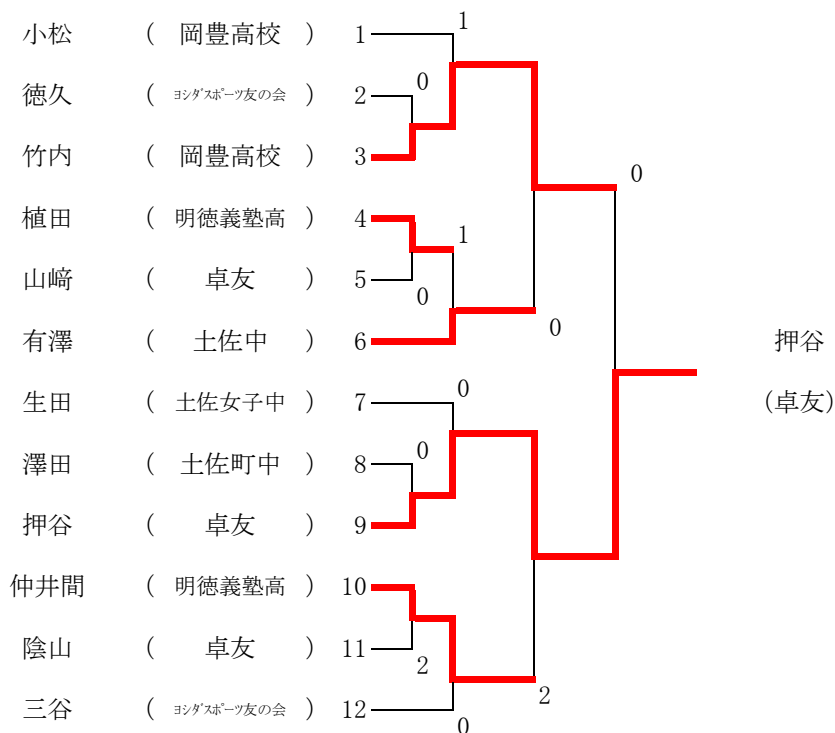 小松 ( 岡豊高校 ) 1 1
徳久 ( ﾖｼﾀﾞｽﾎﾟｰﾂ友の会 ) 2 0
竹内 ( 岡豊高校 ) 3
0
植田 ( 明徳義塾高 ) 4 1
山﨑 ( 卓友 ) 5 0
0
有澤 ( 土佐中 ) 6 押谷
生田 ( 土佐女子中 ) 7 0 (卓友)
澤田 ( 土佐町中 ) 8 0
押谷 ( 卓友 ) 9
仲井間 ( 明徳義塾高 ) 10
陰山 ( 卓友 ) 11 2
三谷 ( ﾖｼﾀﾞｽﾎﾟｰﾂ友の会 ) 12 2
0